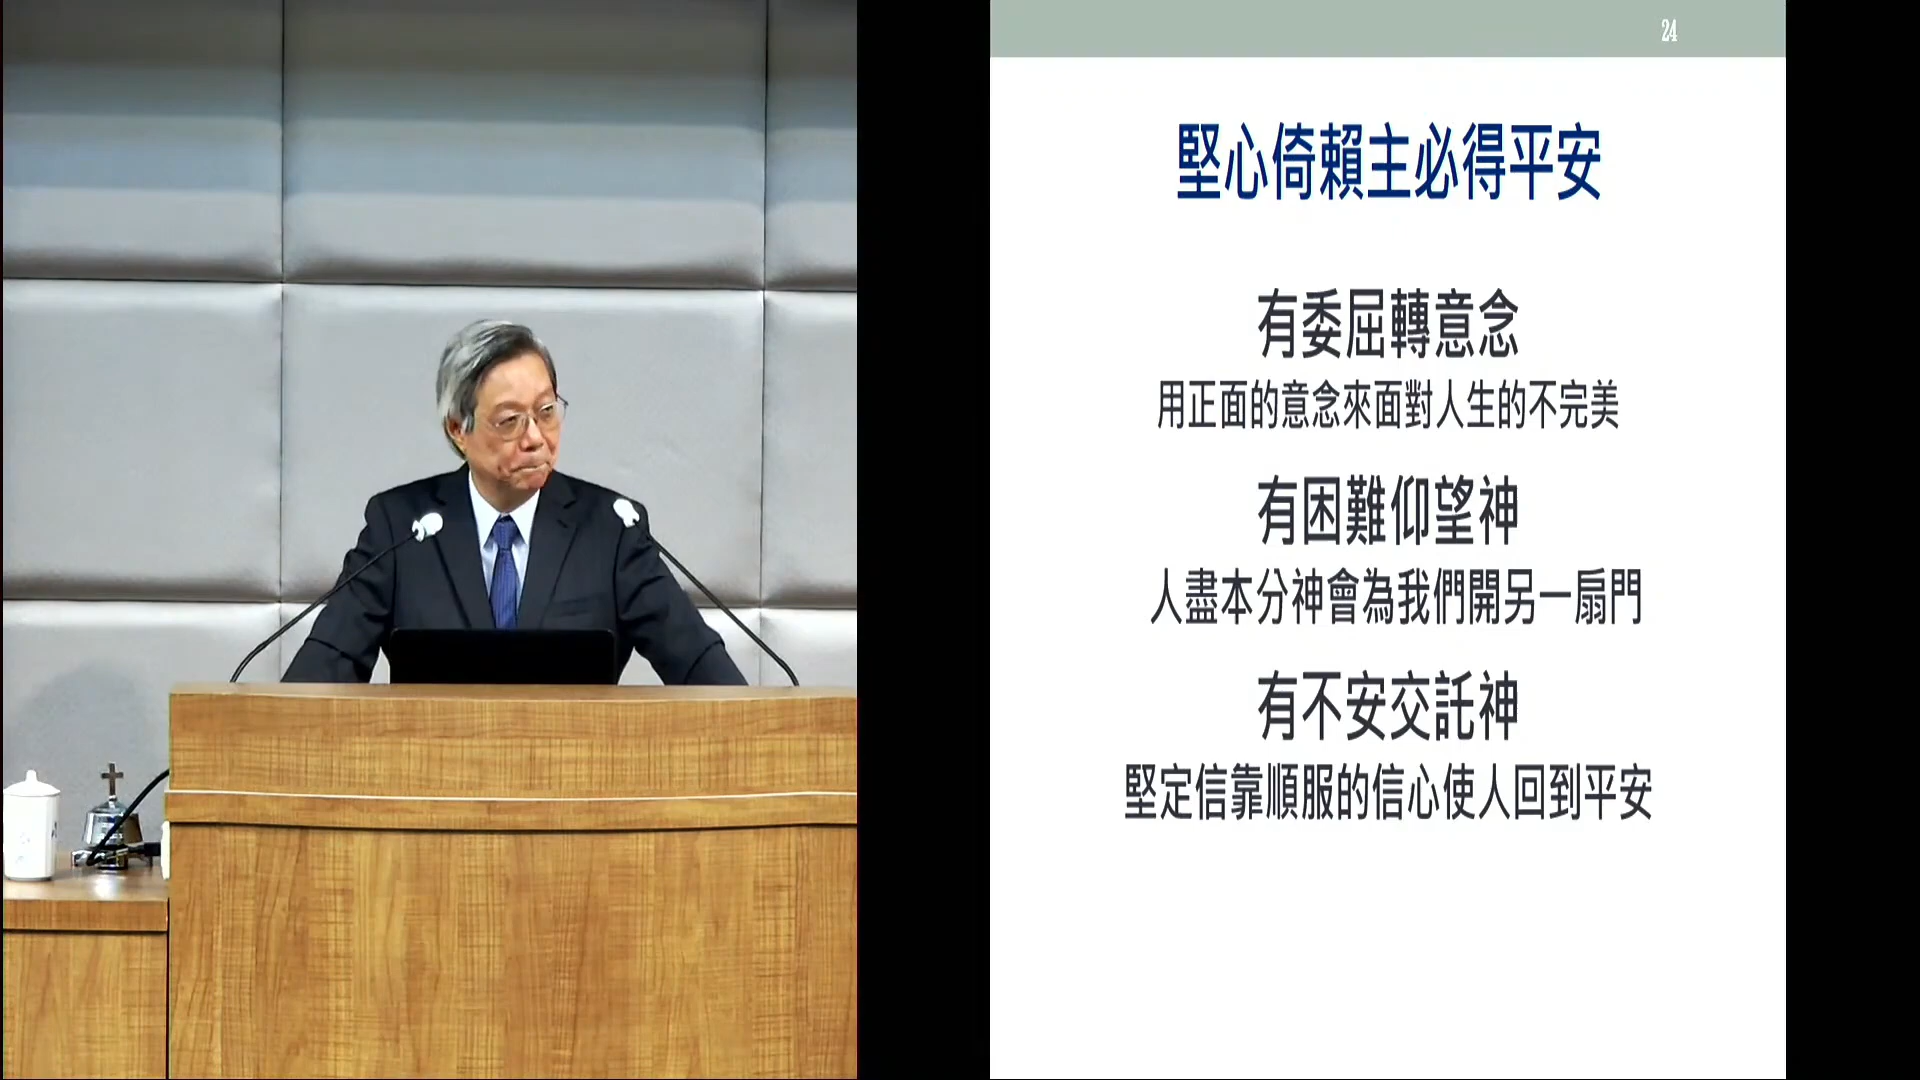 24
堅心倚賴主必得平安
有委屈轉意念
用正面的意念來面對人生的不完美
有困難仰望神
人盡本分神會為我們開另一扇門
有不安交託神
堅定信靠順服的信心使人回到平安